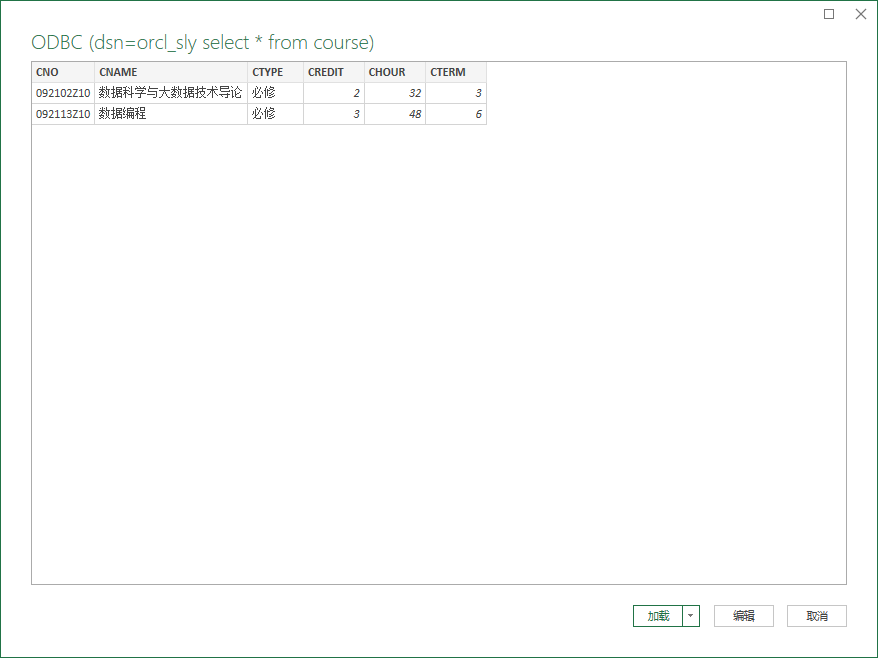 ODBC (dsn=orcl_sly select * from course)
CNO CNAME CTYPE CREDIT CHOUR CTERM
092102Z10 数据科学与大数据技术导论 必修 2 32 3
092113Z10 数据编程 必修 3 48 6
加载 编辑 取消